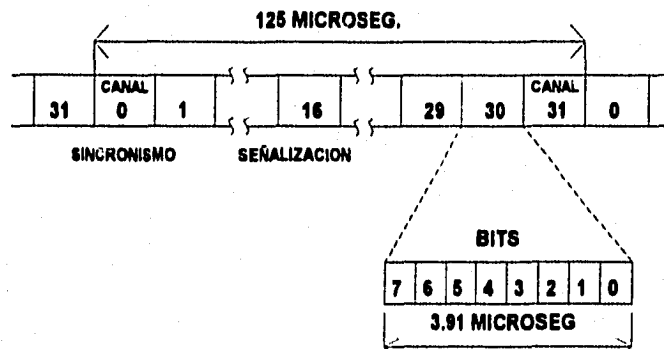 125 MICROSEG.
CANAL CANAL
31 0 1 16 29 30 31 0
SINCRONISMO SEÑALIZACION
BITS
7 6 5 4 3 2 1 0
3.91 MICROSEG